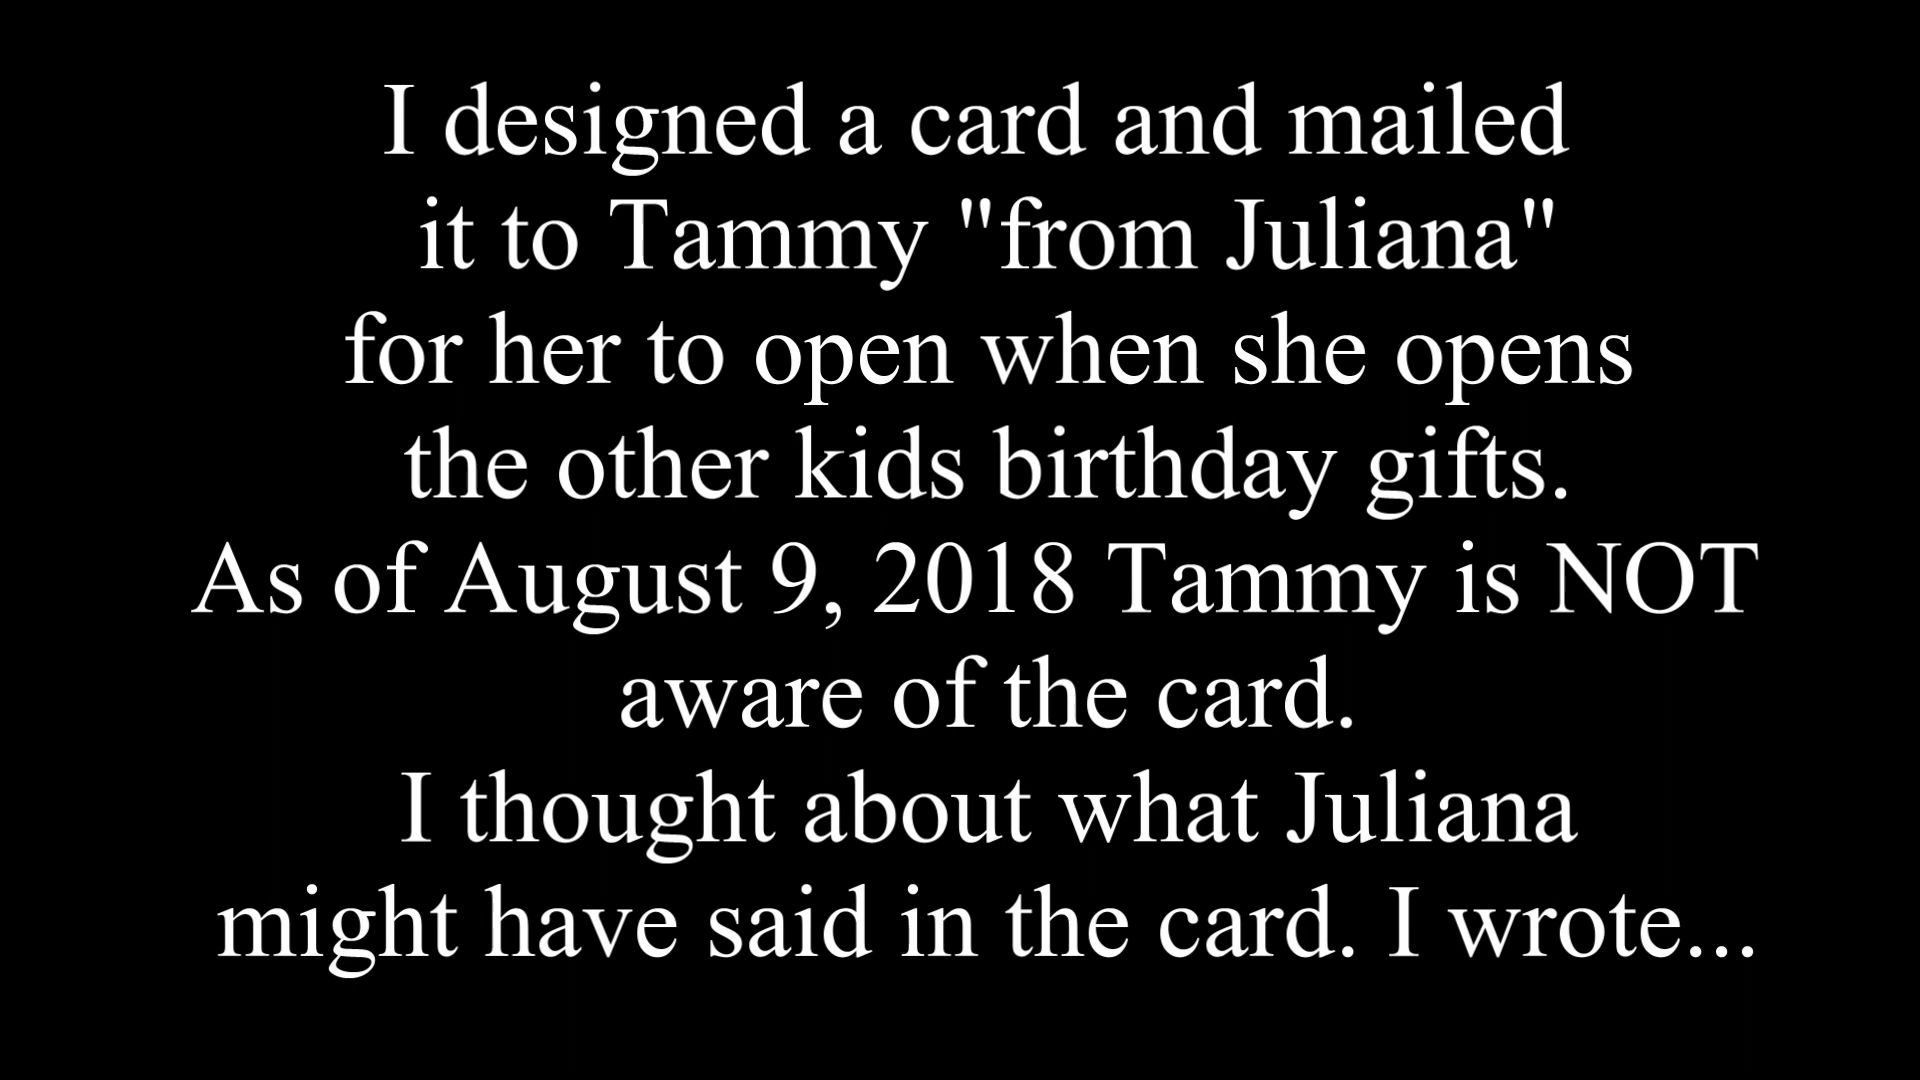 I designed a card and mailed
it to Tammy "from Juliana"
for her to open when she opens
the other kids birthday gifts.
As of August 9, 2018 Tammy is NOT
aware of the card.
I thought about what Juliana
might have said in the card. I wrote...